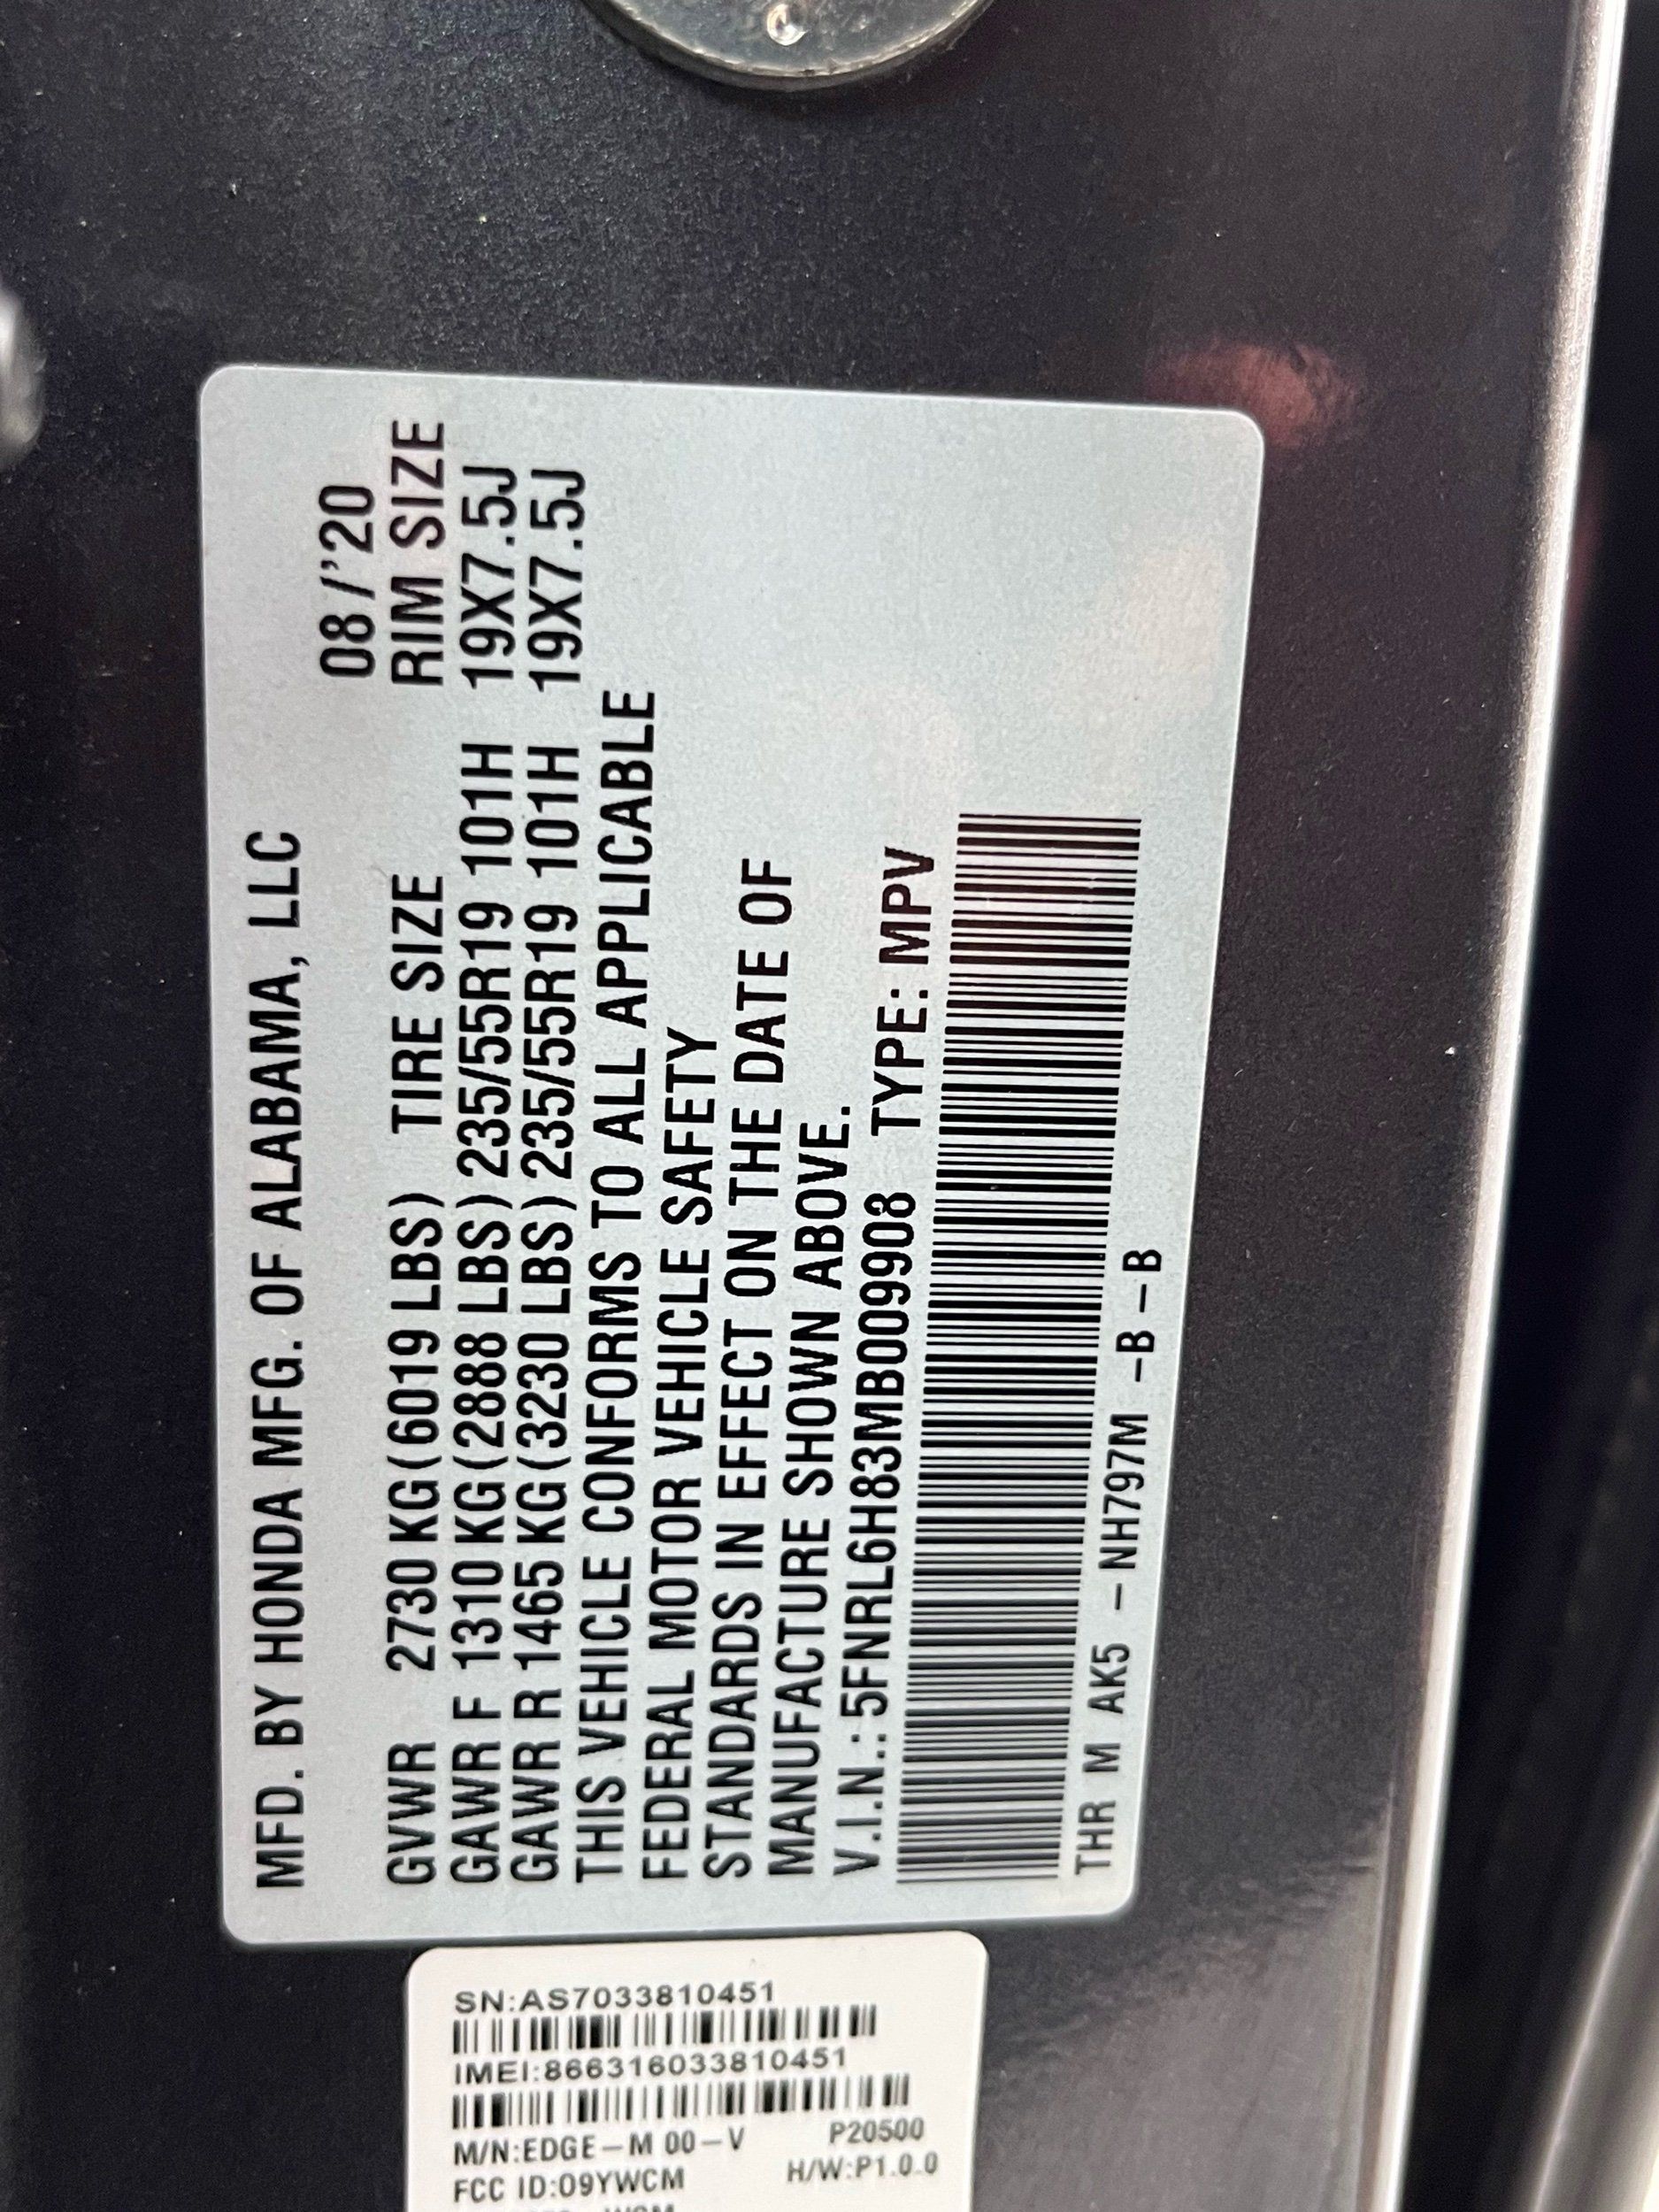 MFD. BY HONDA MFG. OF ALABAMA, LLC
08/'20
GVWR 2730 KG(6019 LBS) TIRE SIZE RIM SIZE
GAWR F 1310 KG(2888 LBS) 235/55R19 101H 19X7.5J
GAWR R 1465 KG(3230 LBS) 235/55R19 101H 19X7.5J
THIS VEHICLE CONFORMS TO ALL APPLICABLE
FEDERAL MOTOR VEHICLE SAFETY
STANDARDS IN EFFECT ON THE DATE OF
MANUFACTURE SHOWN ABOVE.
V.I.N.: 5FNRL6H83MB009908 TYPE: MPV
THR M AK5 –NH797M –B–B
SN:AS7033810451
IMEI:866316033810451
M/N:EDGE–M 00–V P20500
FCC ID:O9YWCM H/W:P1.0.0